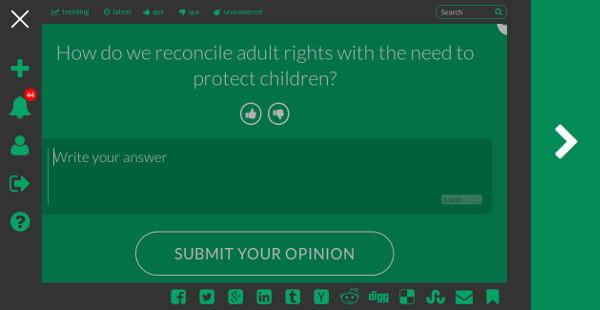 trending latest qus qus unanswered Search
How do we reconcile adult rights with the need to
protect children?
44
Write your answer
English
SUBMIT YOUR OPINION
digg